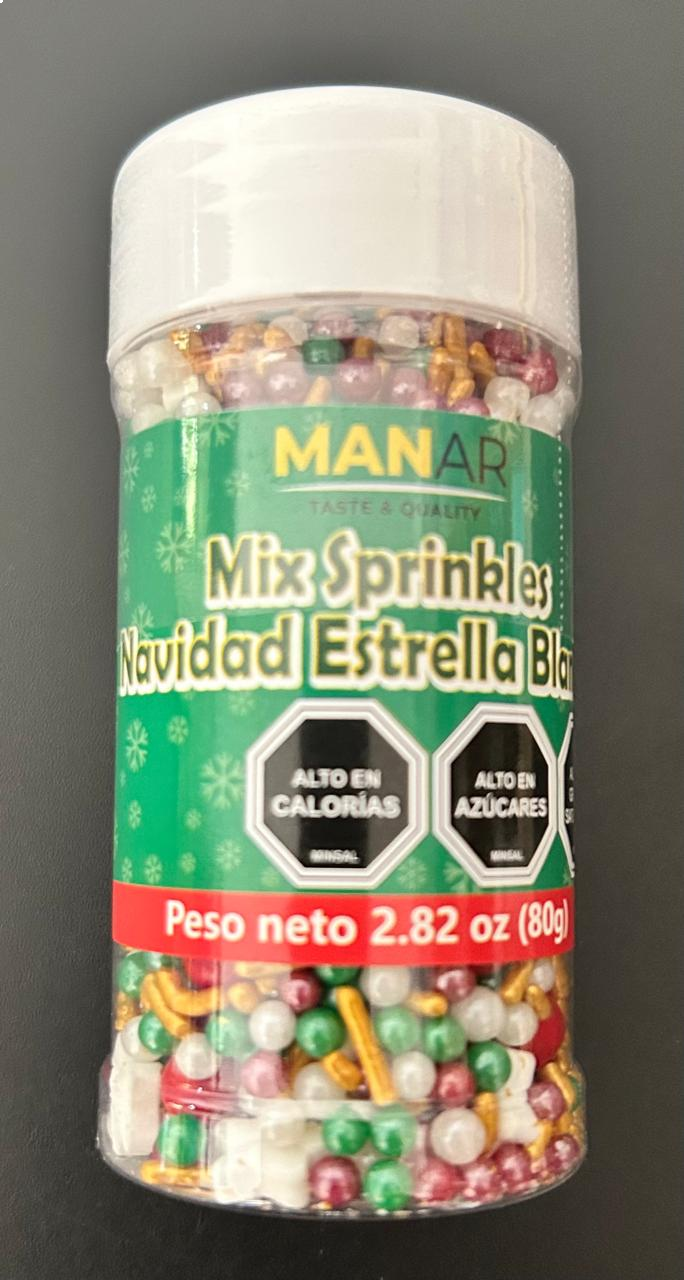 MANAR
TASTE & QUALITY
Mix Sprinkles
Navidad Estrella
ALTO EN
CALORÍAS
MINSAL
ALTO EN
AZÚCARES
MINSAL
Peso neto 2.82 oz (80g)